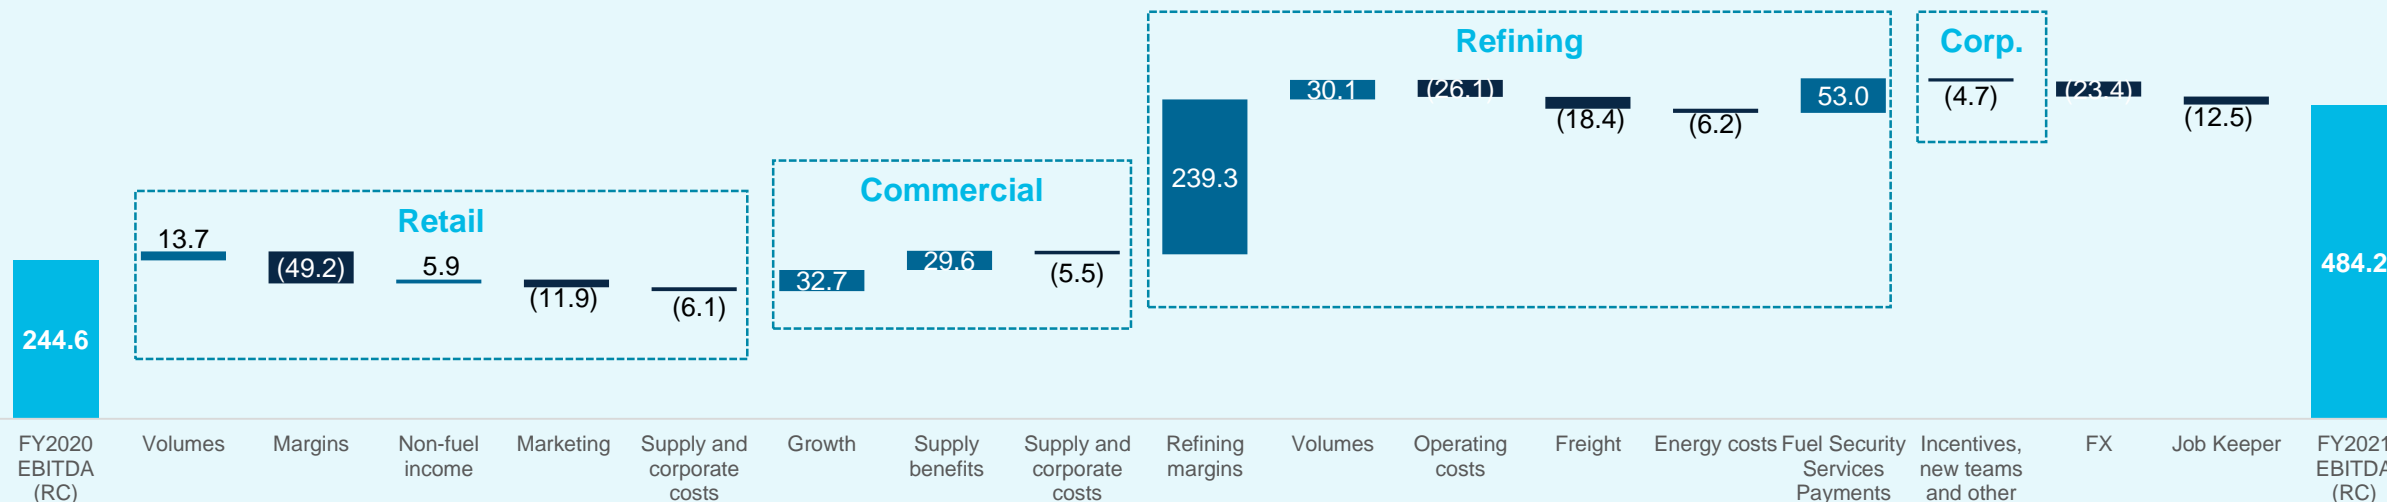 Refining
Corp.
Commercial
Retail
244.6
13.7
(49.2)
5.9
(11.9)
(6.1)
32.7
29.6
(5.5)
239.3
30.1
(26.1)
(18.4)
(6.2)
53.0
(4.7)
(23.4)
(12.5)
484.2
FY2020
EBITDA
(RC)
Volumes
Margins
Non-fuel
income
Marketing
Supply and
corporate
costs
Growth
Supply
benefits
Supply and
corporate
costs
Refining
margins
Volumes
Operating
costs
Freight
Energy costs
Fuel Security
Services
Payments
Incentives,
new teams
and other
FX
Job Keeper
FY2021
EBITDA
(RC)